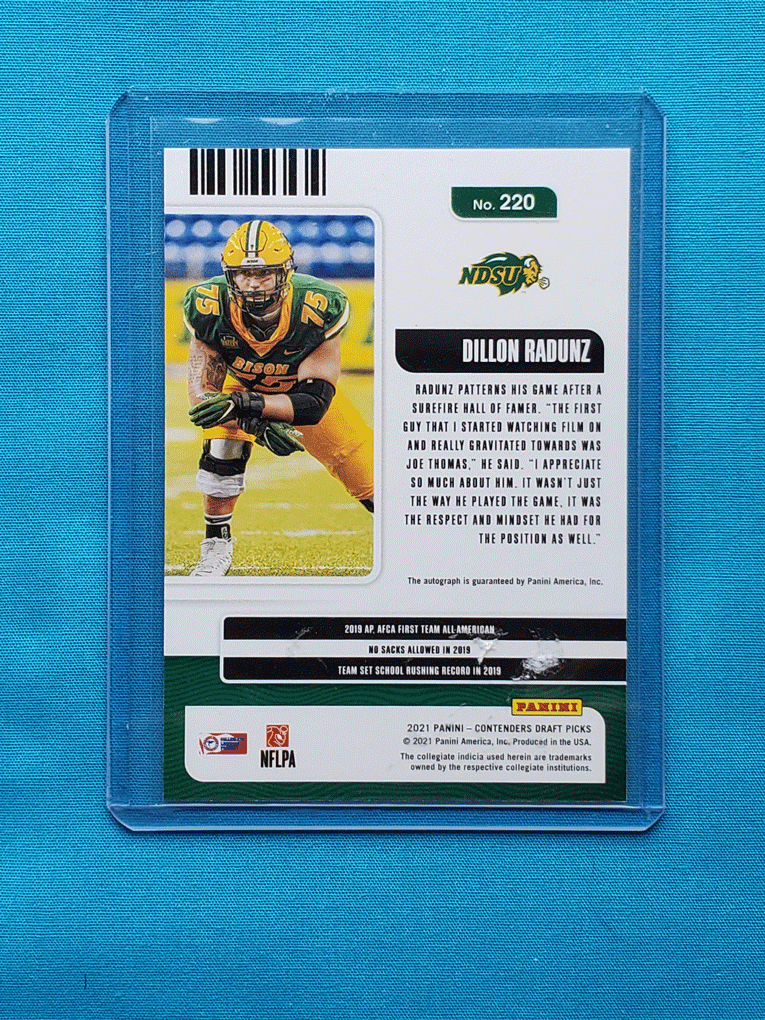 No. 220
NDSU
75
75
BISON
75
DILLON RADUNZ
RADUNZ PATTERNS HIS GAME AFTER A
SUREFIRE HALL OF FAMER. "THE FIRST
GUY THAT I STARTED WATCHING FILM ON
AND REALLY GRAVITATED TOWARDS WAS
JOE THOMAS," HE SAID. "I APPRECIATE
SO MUCH ABOUT HIM. IT WASN'T JUST
THE WAY HE PLAYED THE GAME, IT WAS
THE RESPECT AND MINDSET HE HAD FOR
THE POSITION AS WELL."
The autograph is guaranteed by Panini America, Inc.
2019 AP, AFCA FIRST TEAM ALL-AMERICAN
NO SACKS ALLOWED IN 2019
TEAM SET SCHOOL RUSHING RECORD IN 2019
PANINI
2021 PANINI – CONTENDERS DRAFT PICKS
© 2021 Panini America, Inc. Produced in the USA.
The collegiate indicia used herein are trademarks
owned by the respective collegiate institutions.
NFLPA